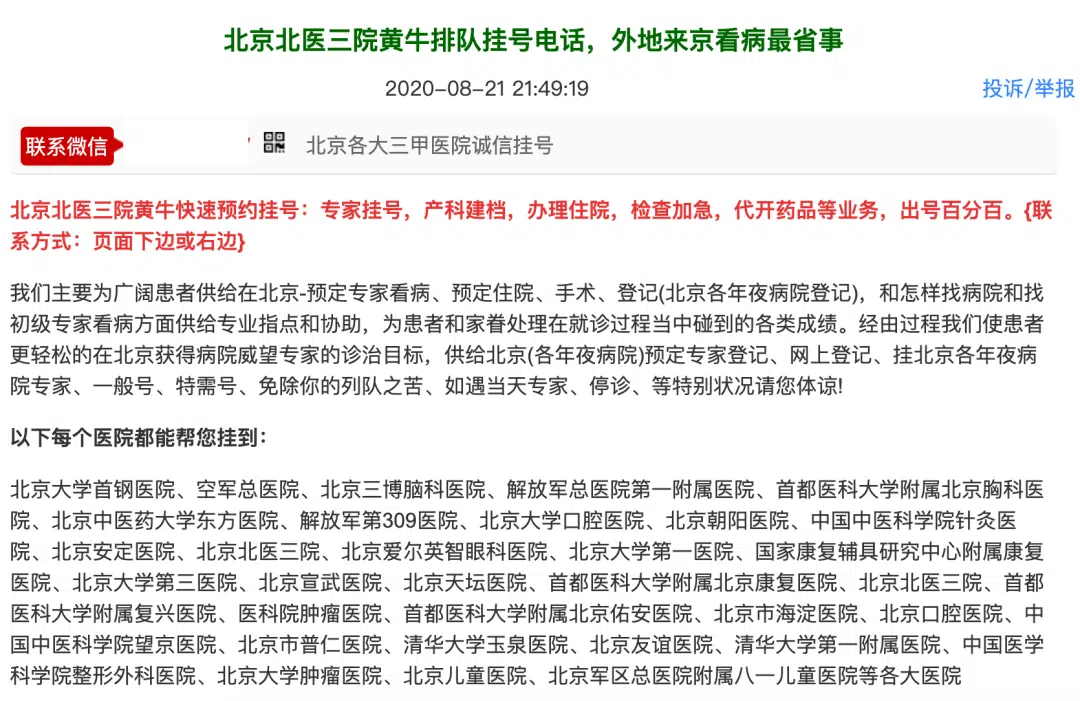 北京北医三院黄牛排队挂号电话，外地来京看病最省事
2020-08-21 21:49:19
投诉/举报
联系微信
北京各大三甲医院诚信挂号
北京北医三院黄牛快速预约挂号：专家挂号，产科建档，办理住院，检查加急，代开药品等业务，出号百分百。{联
系方式：页面下边或右边}
我们主要为广阔患者供给在北京-预定专家看病、预定住院、手术、登记(北京各年夜病院登记)，和怎样找病院和找
初级专家看病方面供给专业指点和协助，为患者和家眷处理在就诊过程当中碰到的各类成绩。经由过程我们使患者
更轻松的在北京获得病院威望专家的诊治目标，供给北京(各年夜病院)预定专家登记、网上登记、挂北京各年夜病
院专家、一般号、特需号、免除你的列队之苦、如遇当天专家、停诊、等特别状况请您体谅!
以下每个医院都能帮您挂到：
北京大学首钢医院、空军总医院、北京三博脑科医院、解放军总医院第一附属医院、首都医科大学附属北京胸科医
院、北京中医药大学东方医院、解放军第309医院、北京大学口腔医院、北京朝阳医院、中国中医科学院针灸医
院、北京安定医院、北京北医三院、北京爱尔英智眼科医院、北京大学第一医院、国家康复辅具研究中心附属康复
医院、北京大学第三医院、北京宣武医院、北京天坛医院、首都医科大学附属北京康复医院、北京北医三院、首都
医科大学附属复兴医院、医科院肿瘤医院、首都医科大学附属北京佑安医院、北京市海淀医院、北京口腔医院、中
国中医科学院望京医院、北京市普仁医院、清华大学玉泉医院、北京友谊医院、清华大学第一附属医院、中国医学
科学院整形外科医院、北京大学肿瘤医院、北京儿童医院、北京军区总医院附属八一儿童医院等各大医院